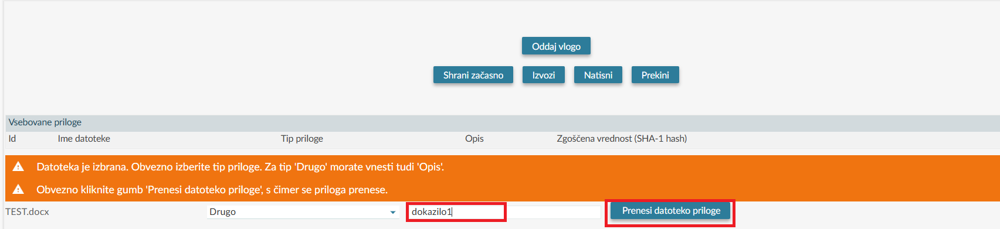 Oddaj vlogo
Shrani začasno Izvozi Natisni Prekini
Vsebovane priloge
Id Ime datoteke Tip priloge Opis Zgoščena vrednost (SHA-1 hash)
Datoteka je izbrana. Obvezno izberite tip priloge. Za tip 'Drugo' morate vnesti tudi 'Opis'.
Obvezno kliknite gumb 'Prenesi datoteko priloge', s čimer se priloga prenese.
TEST.docx Drugo dokazilo1 Prenesi datoteko priloge